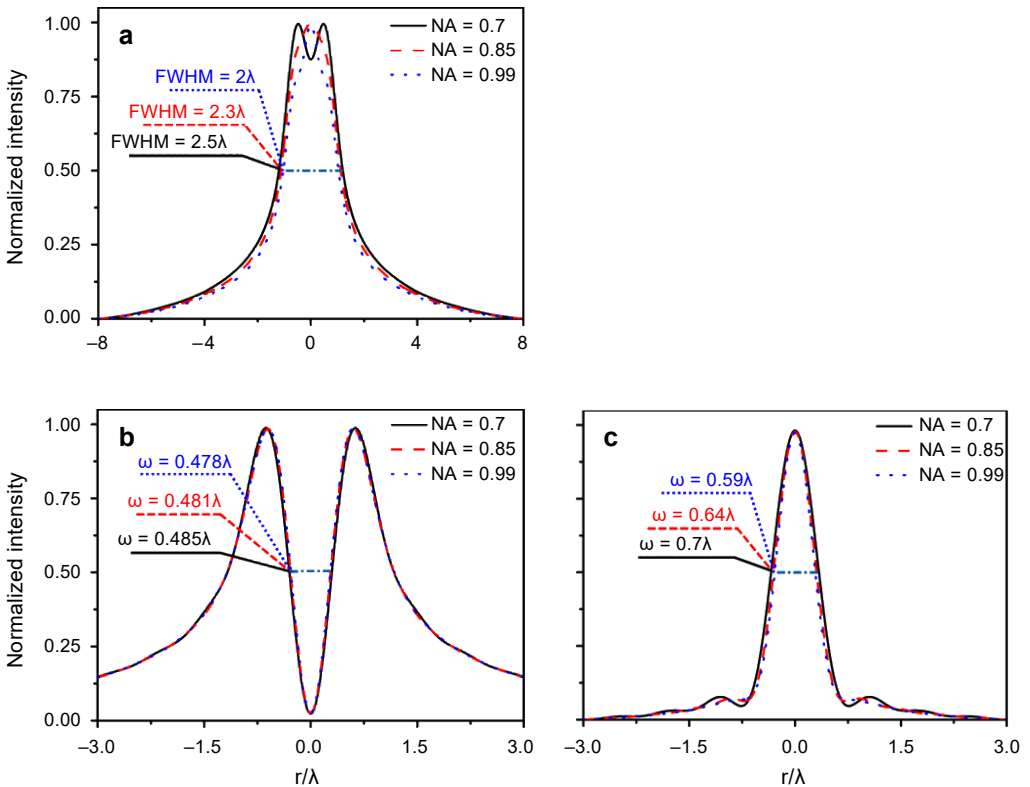 a
NA = 0.7
NA = 0.85
NA = 0.99
FWHM = 2λ
FWHM = 2.3λ
FWHM = 2.5λ
Normalized intensity
1.00
0.75
0.50
0.25
0.00
−8
−4
0
4
8
b
NA = 0.7
NA = 0.85
NA = 0.99
ω = 0.478λ
ω = 0.481λ
ω = 0.485λ
Normalized intensity
1.00
0.75
0.50
0.25
0.00
−3.0
−1.5
0.0
1.5
3.0
r/λ
c
NA = 0.7
NA = 0.85
NA = 0.99
ω = 0.59λ
ω = 0.64λ
ω = 0.7λ
−3.0
−1.5
0.0
1.5
3.0
r/λ